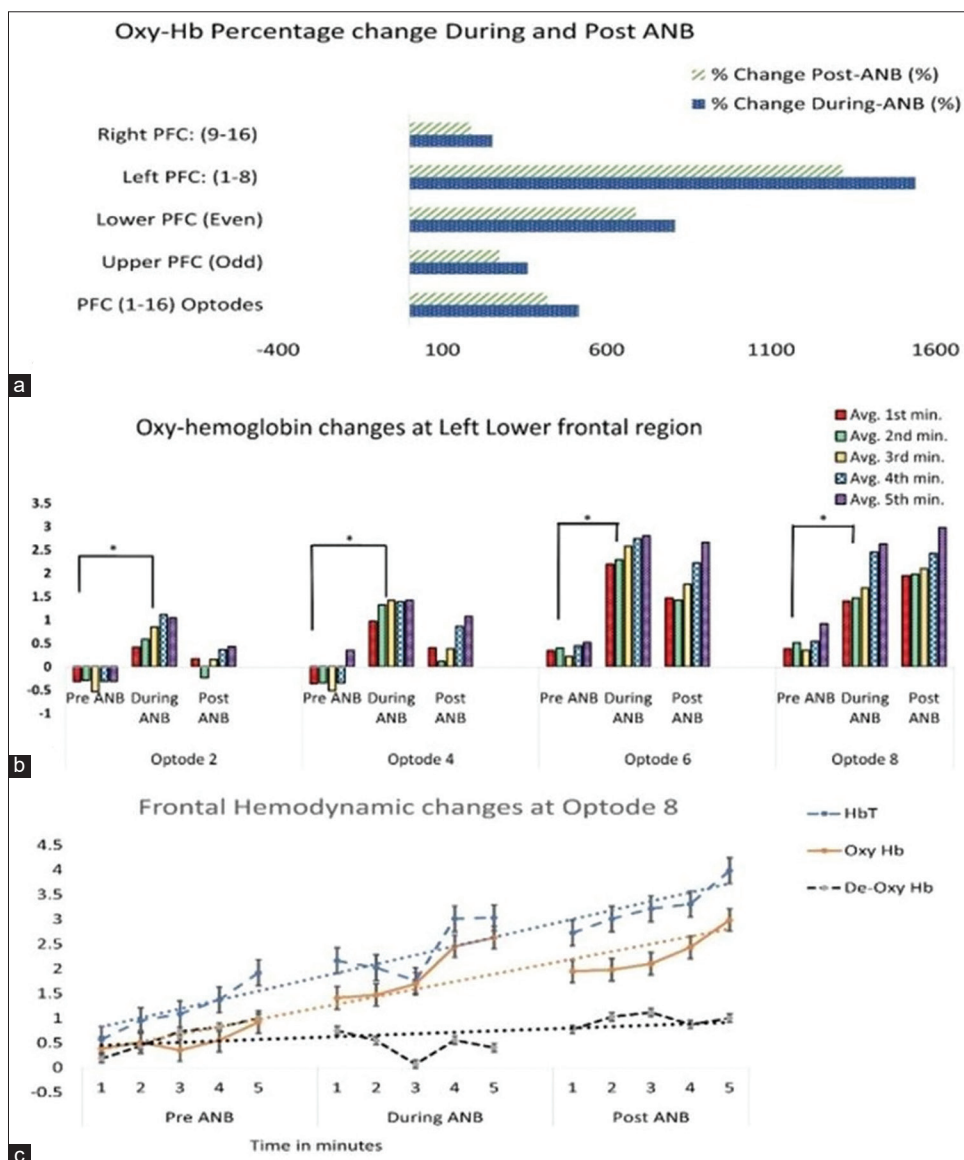 Oxy-Hb Percentage change During and Post ANB
% Change Post-ANB (%)
% Change During-ANB (%)
Right PFC: (9-16)
Left PFC: (1-8)
Lower PFC (Even)
Upper PFC (Odd)
PFC (1-16) Optodes
-400 100 600 1100 1600
a
Oxy-hemoglobin changes at Left Lower frontal region
Avg. 1st min.
Avg. 2nd min.
Avg. 3rd min.
Avg. 4th min.
Avg. 5th min.
3.5
3
2.5
2
1.5
1
0.5
0
-0.5
-1
* * * *
Pre ANB During ANB Post ANB Pre ANB During ANB Post ANB Pre ANB During ANB Post ANB Pre ANB During ANB Post ANB
Optode 2 Optode 4 Optode 6 Optode 8
b
Frontal Hemodynamic changes at Optode 8
HbT
Oxy Hb
De-Oxy Hb
4.5
4
3.5
3
2.5
2
1.5
1
0.5
0
-0.5
1 2 3 4 5 1 2 3 4 5 1 2 3 4 5
Pre ANB During ANB Post ANB
Time in minutes
c